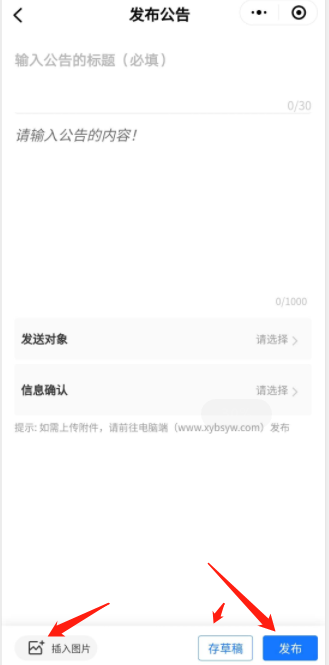 发布公告
输入公告的标题（必填）
0/30
请输入公告的内容！
0/1000
发送对象 请选择
信息确认 请选择
提示: 如需上传附件，请前往电脑端（www.xybsyw.com）发布
插入图片 存草稿 发布